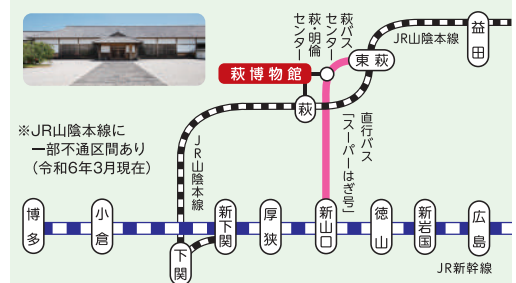 萩・明倫
センター
萩バス
センター
東萩
JR山陰本線
益田
萩博物館
萩
直行バス
「スーパーはぎ号」
※JR山陰本線に
一部不通区間あり
（令和6年3月現在）
JR山陰本線
博多
小倉
下関
新下関
厚狭
新山口
徳山
新岩国
広島
JR新幹線